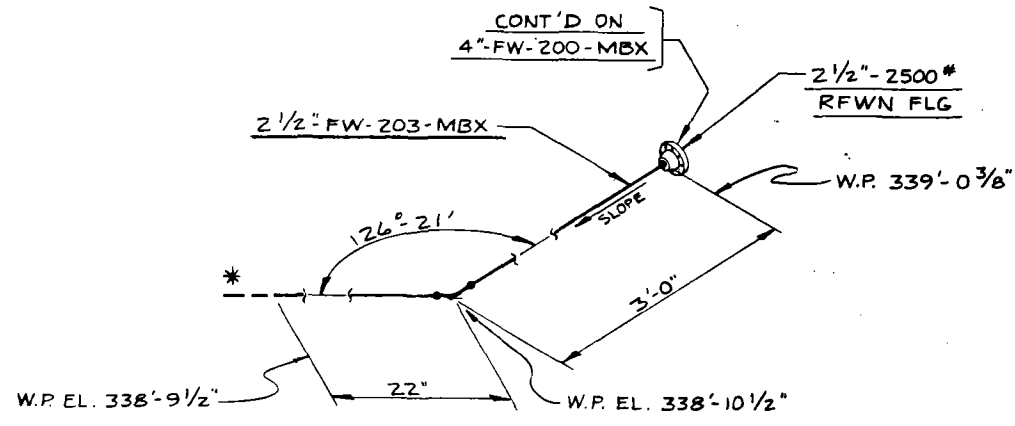 CONT'D ON
4"-FW-200-MBX
2 1/2"-2500#
RFWN FLG
2 1/2"-FW-203-MBX
W.P. 339'-0 3/8"
SLOPE
126°-21'
*
3'-0"
22"
W.P. EL. 338'-9 1/2"
W.P. EL. 338'-10 1/2"